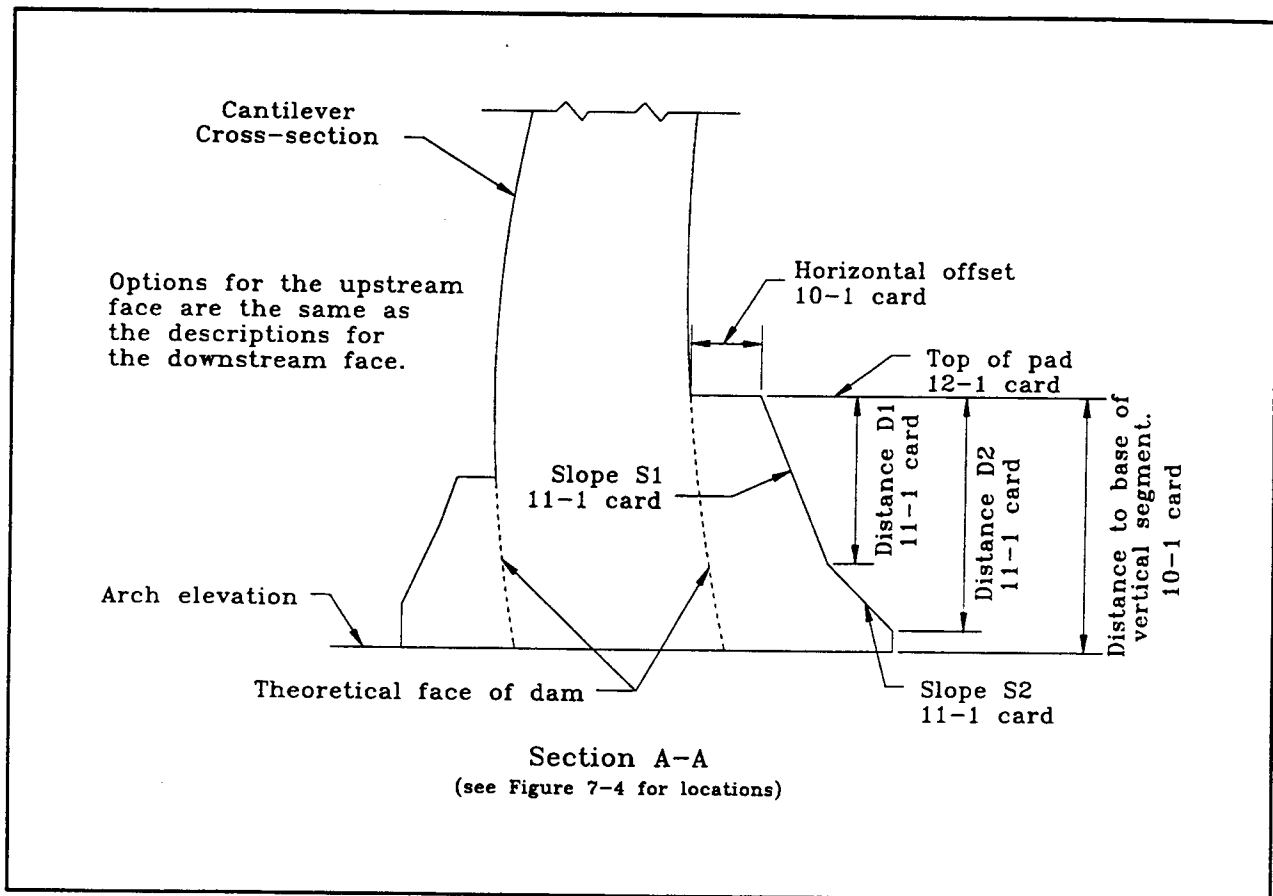 Cantilever
Cross-section
Options for the upstream
face are the same as
the descriptions for
the downstream face.
Horizontal offset
10-1 card
Top of pad
12-1 card
Slope S1
11-1 card
Distance D1
11-1 card
Distance D2
11-1 card
Distance to base of
vertical segment.
10-1 card
Arch elevation
Theoretical face of dam
Slope S2
11-1 card
Section A-A
(see Figure 7-4 for locations)